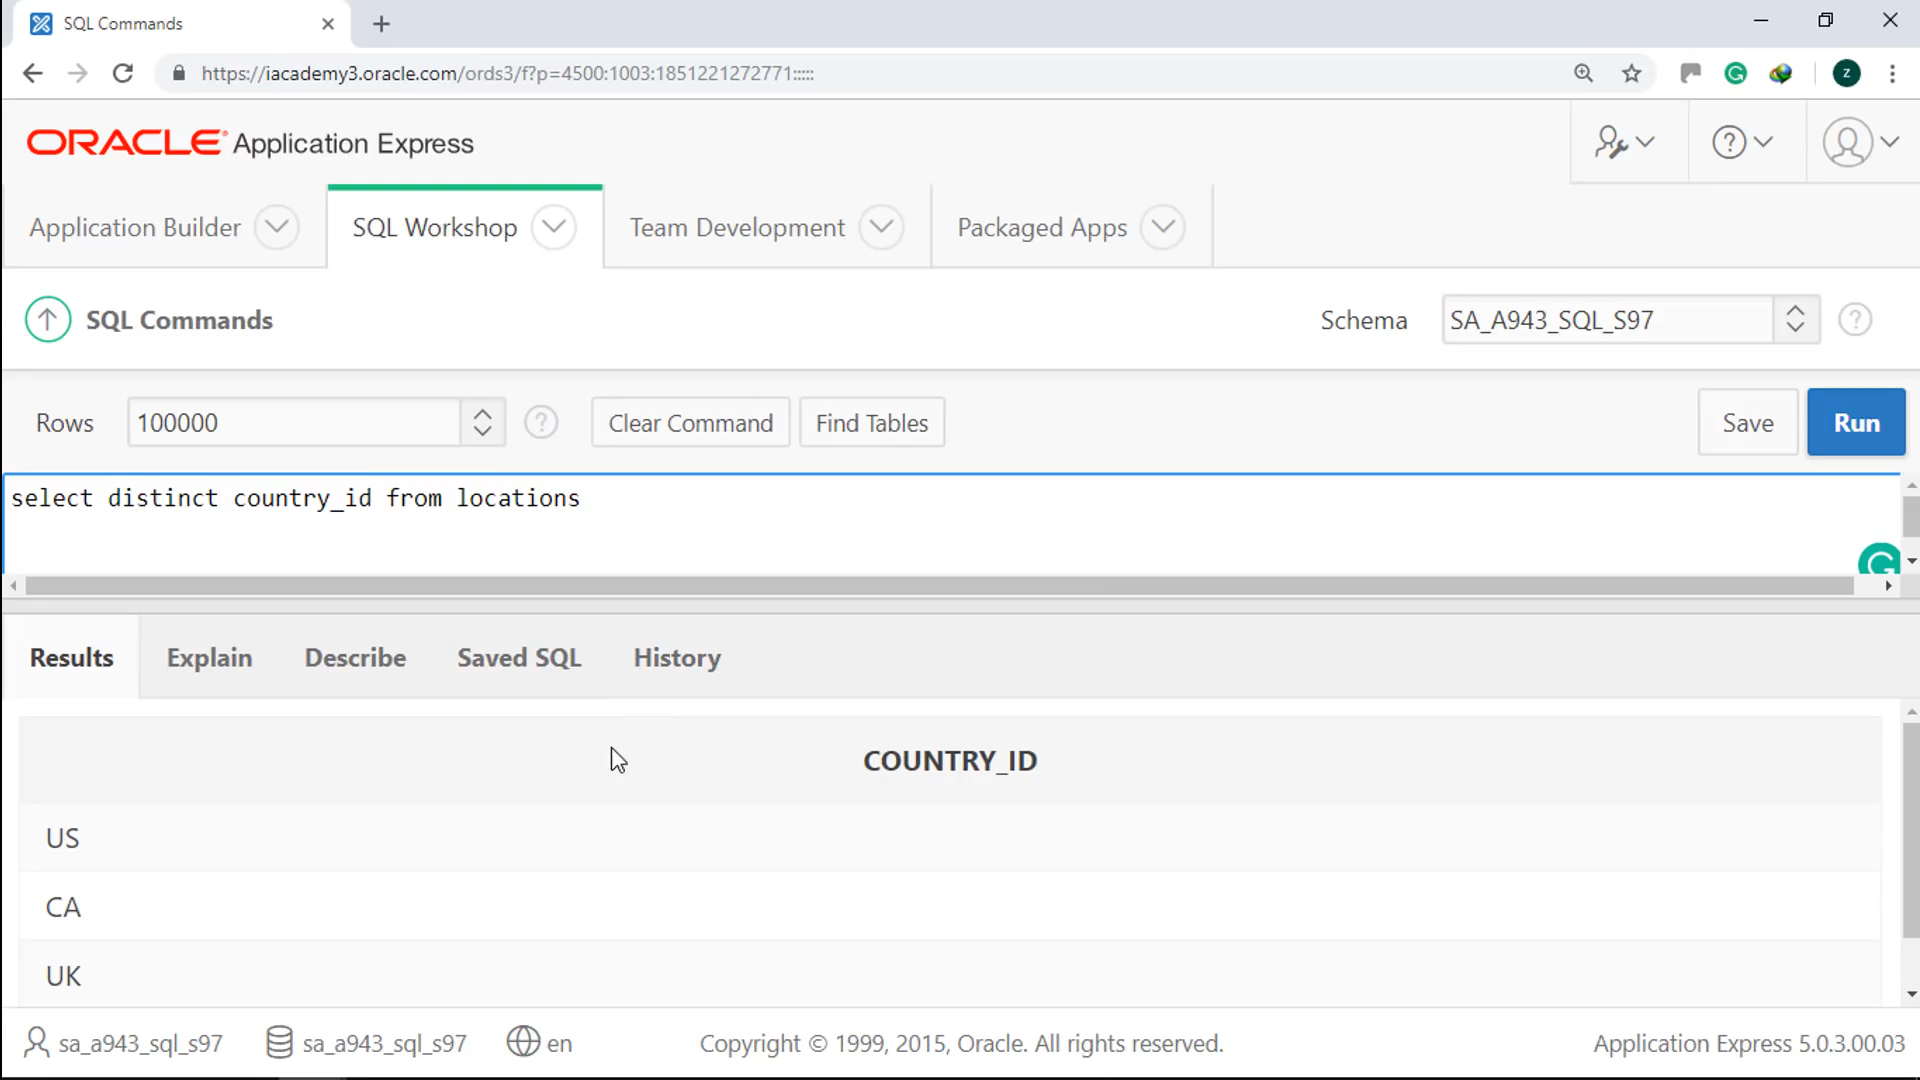 SQL Commands
https://iacademy3.oracle.com/ords3/f?p=4500:1003:1851221272771:::::
z
ORACLE Application Express
Application Builder
SQL Workshop
Team Development
Packaged Apps
SQL Commands
Schema
SA_A943_SQL_S97
Rows
100000
Clear Command
Find Tables
Save
Run
select distinct country_id from locations
Results
Explain
Describe
Saved SQL
History
COUNTRY_ID
US
CA
UK
sa_a943_sql_s97
sa_a943_sql_s97
en
Copyright © 1999, 2015, Oracle. All rights reserved.
Application Express 5.0.3.00.03